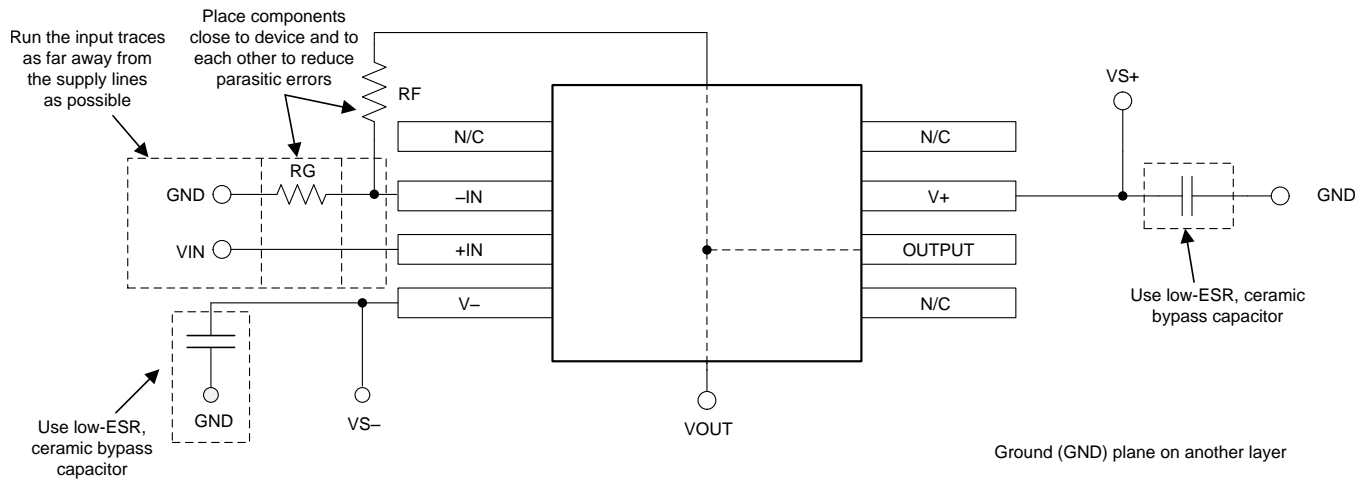 Place components
close to device and to
each other to reduce
parasitic errors
Run the input traces
as far away from
the supply lines
as possible
RF
VS+
N/C
N/C
RG
GND
–IN
V+
GND
VIN
+IN
OUTPUT
V–
N/C
Use low-ESR, ceramic
bypass capacitor
GND
VS–
VOUT
Use low-ESR,
ceramic bypass
capacitor
Ground (GND) plane on another layer